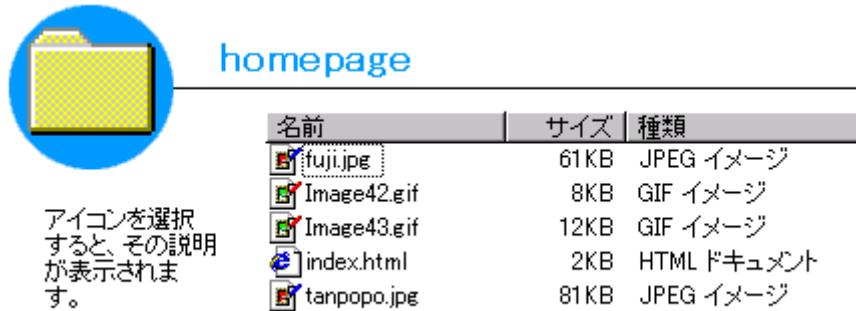 homepage
名前 サイズ 種類
fuji.jpg 61KB JPEG イメージ
Image42.gif 8KB GIF イメージ
Image43.gif 12KB GIF イメージ
index.html 2KB HTML ドキュメント
tanpopo.jpg 81KB JPEG イメージ
アイコンを選択
すると、その説明
が表示されま
す。